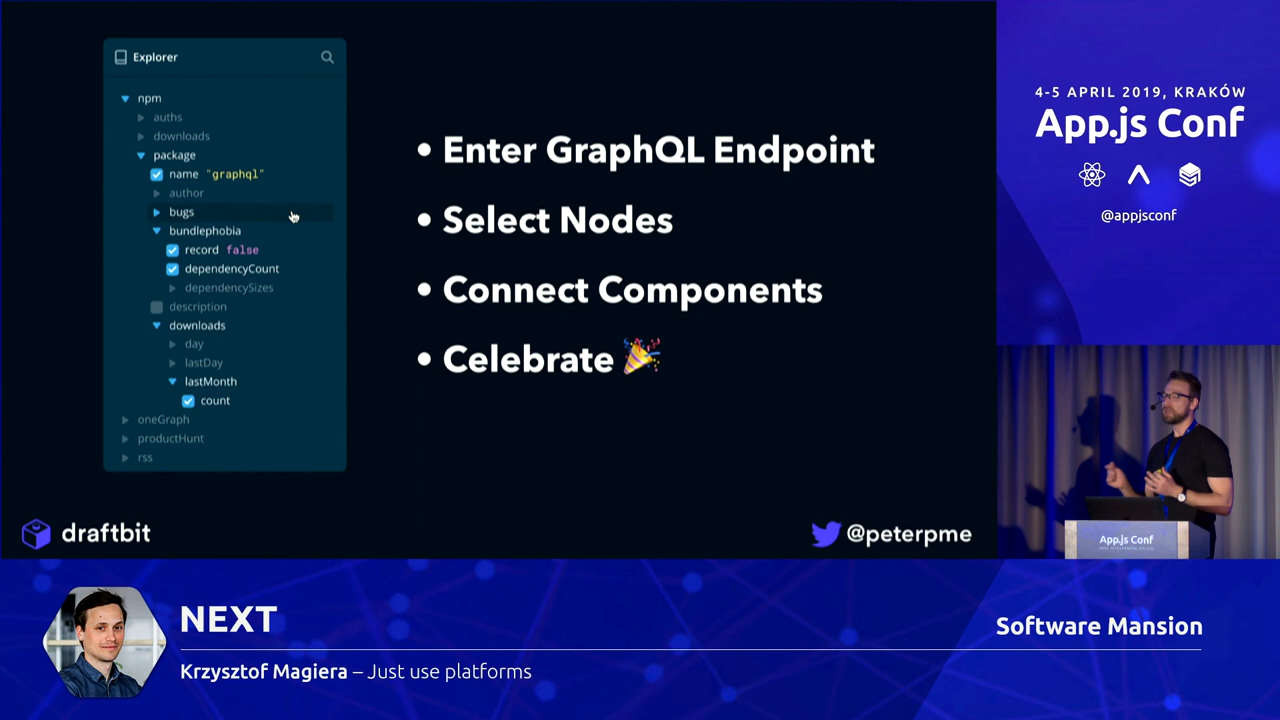 Explorer
npm
auths
downloads
package
name "graphql"
author
bugs
bundlephobia
record false
dependencyCount
dependencySizes
description
downloads
day
lastDay
lastMonth
count
oneGraph
productHunt
rss
• Enter GraphQL Endpoint
• Select Nodes
• Connect Components
• Celebrate 🎉
draftbit
@peterpme
4-5 APRIL 2019, KRAKÓW
App.js Conf
@appjsconf
App.js Conf
NEXT
Krzysztof Magiera – Just use platforms
Software Mansion